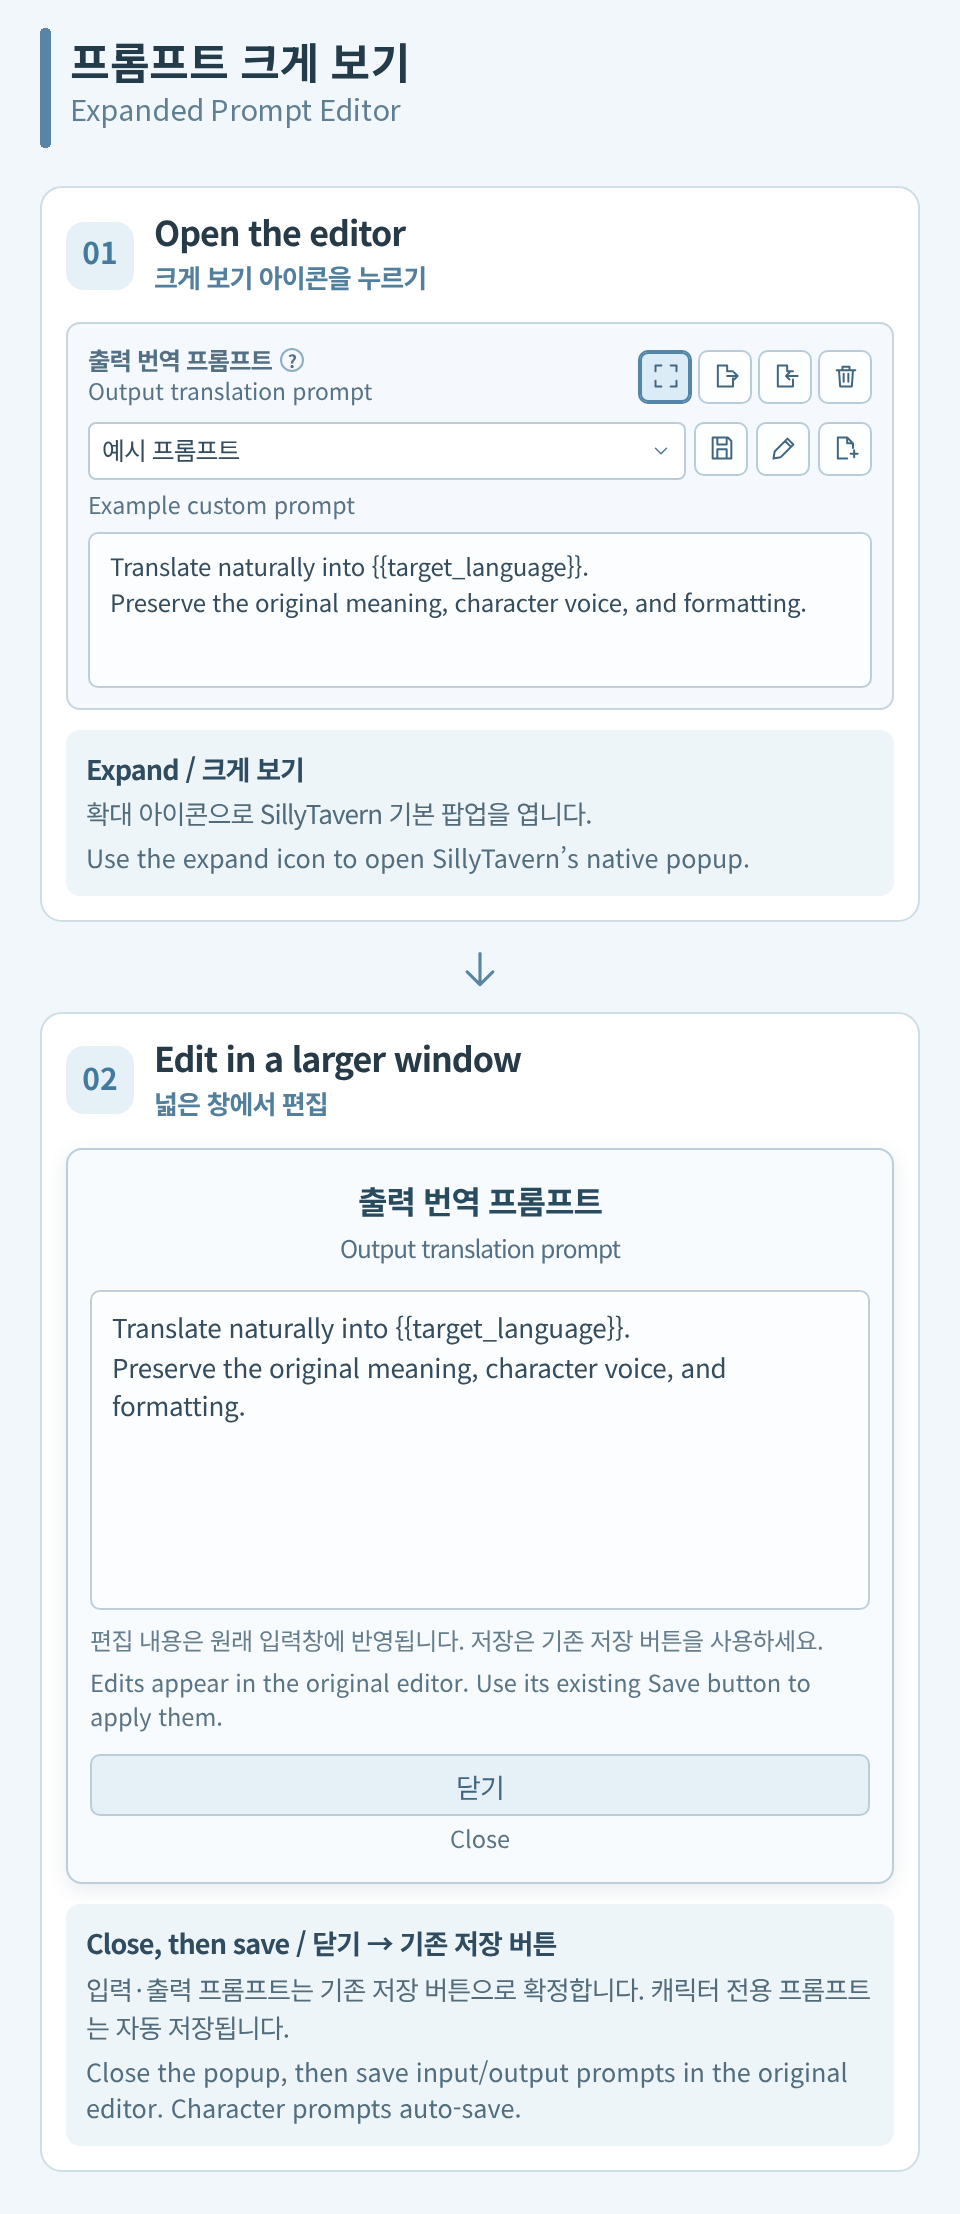 프롬프트 크게 보기
Expanded Prompt Editor
01
Open the editor
크게 보기 아이콘을 누르기
출력 번역 프롬프트 ?
Output translation prompt
예시 프롬프트
Example custom prompt
Translate naturally into {{target_language}}.
Preserve the original meaning, character voice, and formatting.
Expand / 크게 보기
확대 아이콘으로 SillyTavern 기본 팝업을 엽니다.
Use the expand icon to open SillyTavern’s native popup.
02
Edit in a larger window
넓은 창에서 편집
출력 번역 프롬프트
Output translation prompt
Translate naturally into {{target_language}}.
Preserve the original meaning, character voice, and
formatting.
편집 내용은 원래 입력창에 반영됩니다. 저장은 기존 저장 버튼을 사용하세요.
Edits appear in the original editor. Use its existing Save button to
apply them.
닫기
Close
Close, then save / 닫기 → 기존 저장 버튼
입력·출력 프롬프트는 기존 저장 버튼으로 확정합니다. 캐릭터 전용 프롬프트
는 자동 저장됩니다.
Close the popup, then save input/output prompts in the original
editor. Character prompts auto-save.